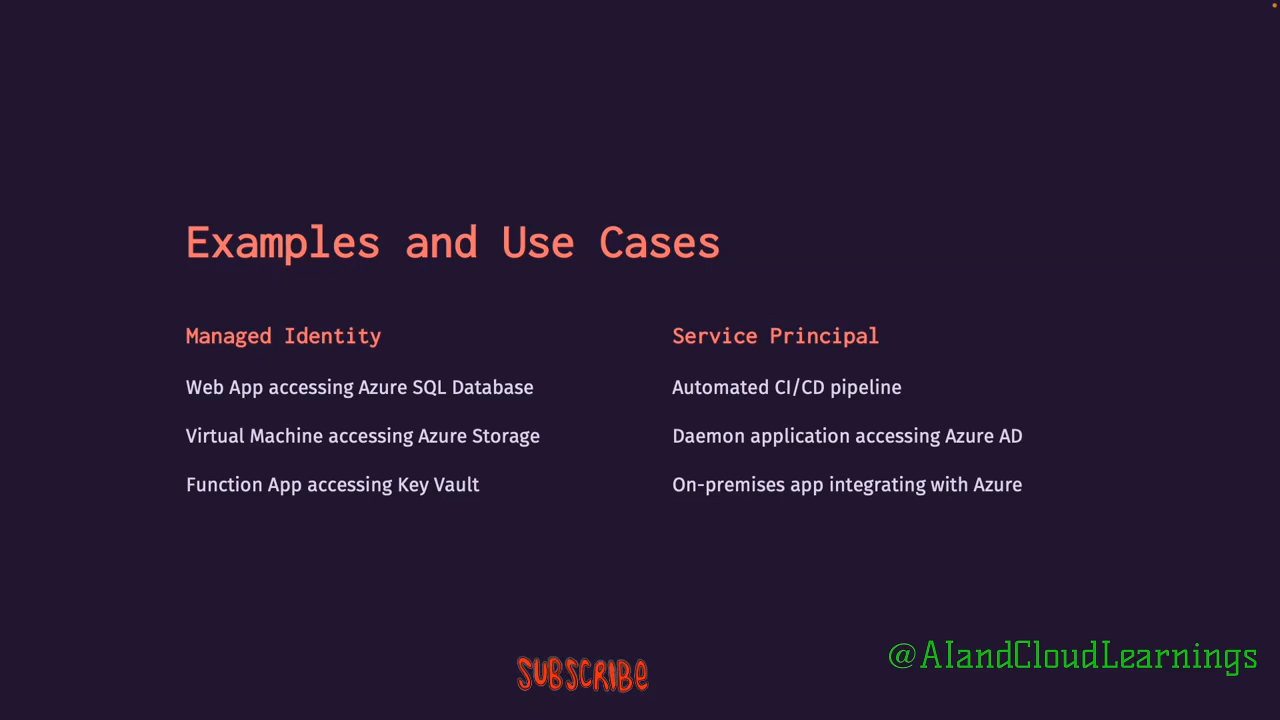 Examples and Use Cases
Managed Identity
Web App accessing Azure SQL Database
Virtual Machine accessing Azure Storage
Function App accessing Key Vault
Service Principal
Automated CI/CD pipeline
Daemon application accessing Azure AD
On-premises app integrating with Azure
SUBSCRIBE
@AIandCloudLearnings